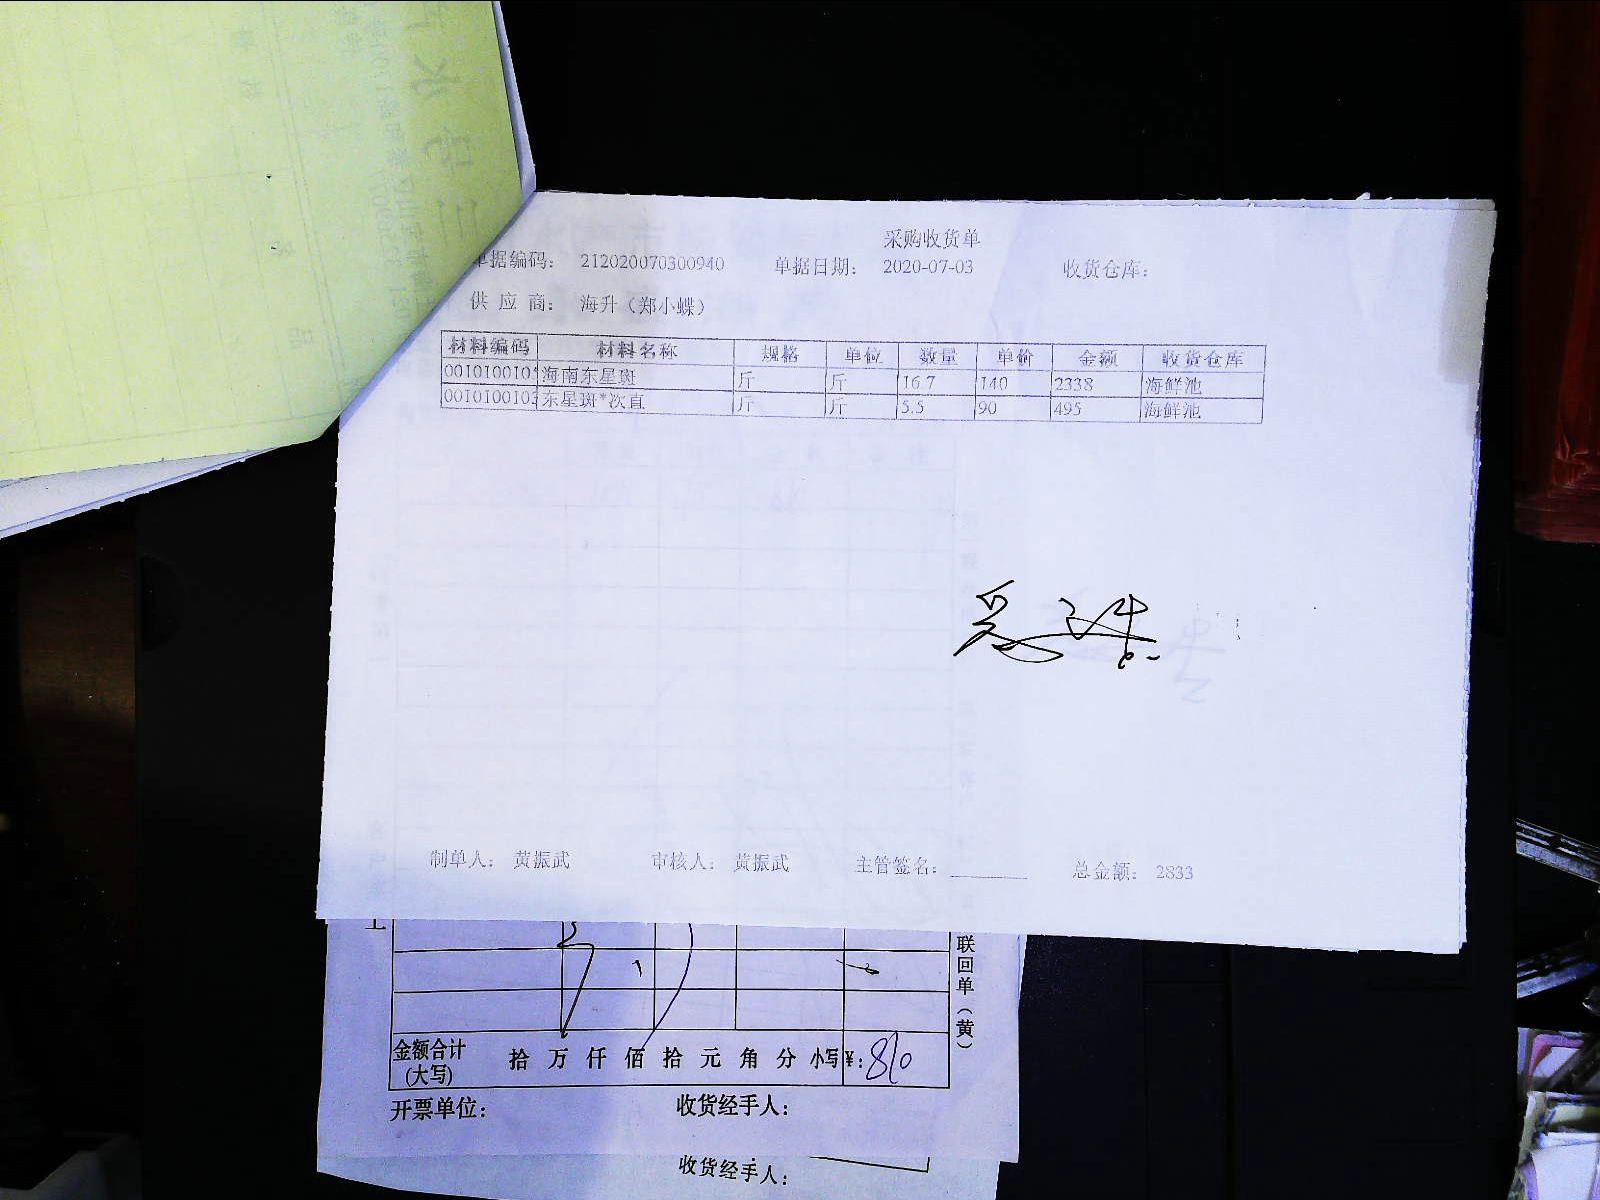 采购收货单
单据编码： 212020070300940 单据日期： 2020-07-03 收货仓库：
供 应 商： 海升（郑小蝶）
材料编码 材料名称 规格 单位 数量 单价 金额 收货仓库
0010100105 海南东星斑 斤 斤 16.7 140 2338 海鲜池
0010100103 东星斑*次直 斤 斤 5.5 90 495 海鲜池
制单人： 黄振武 审核人： 黄振武 主管签名： 总金额： 2833
联回单（黄）
金额合计(大写) 拾 万 仟 佰 拾 元 角 分 小写¥: 810
开票单位： 收货经手人：
收货经手人：